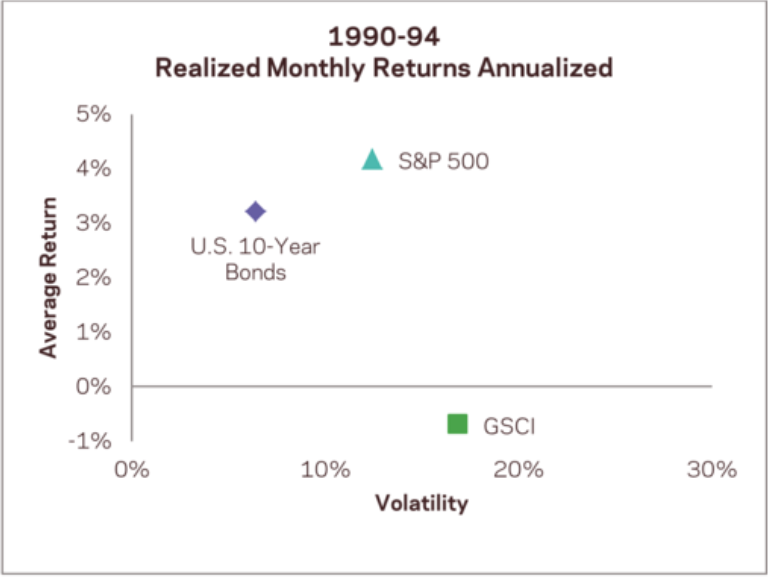 1990-94
Realized Monthly Returns Annualized
5%
4%
3%
2%
1%
0%
-1%
Average Return
S&P 500
U.S. 10-Year
Bonds
GSCI
0%
10%
20%
30%
Volatility